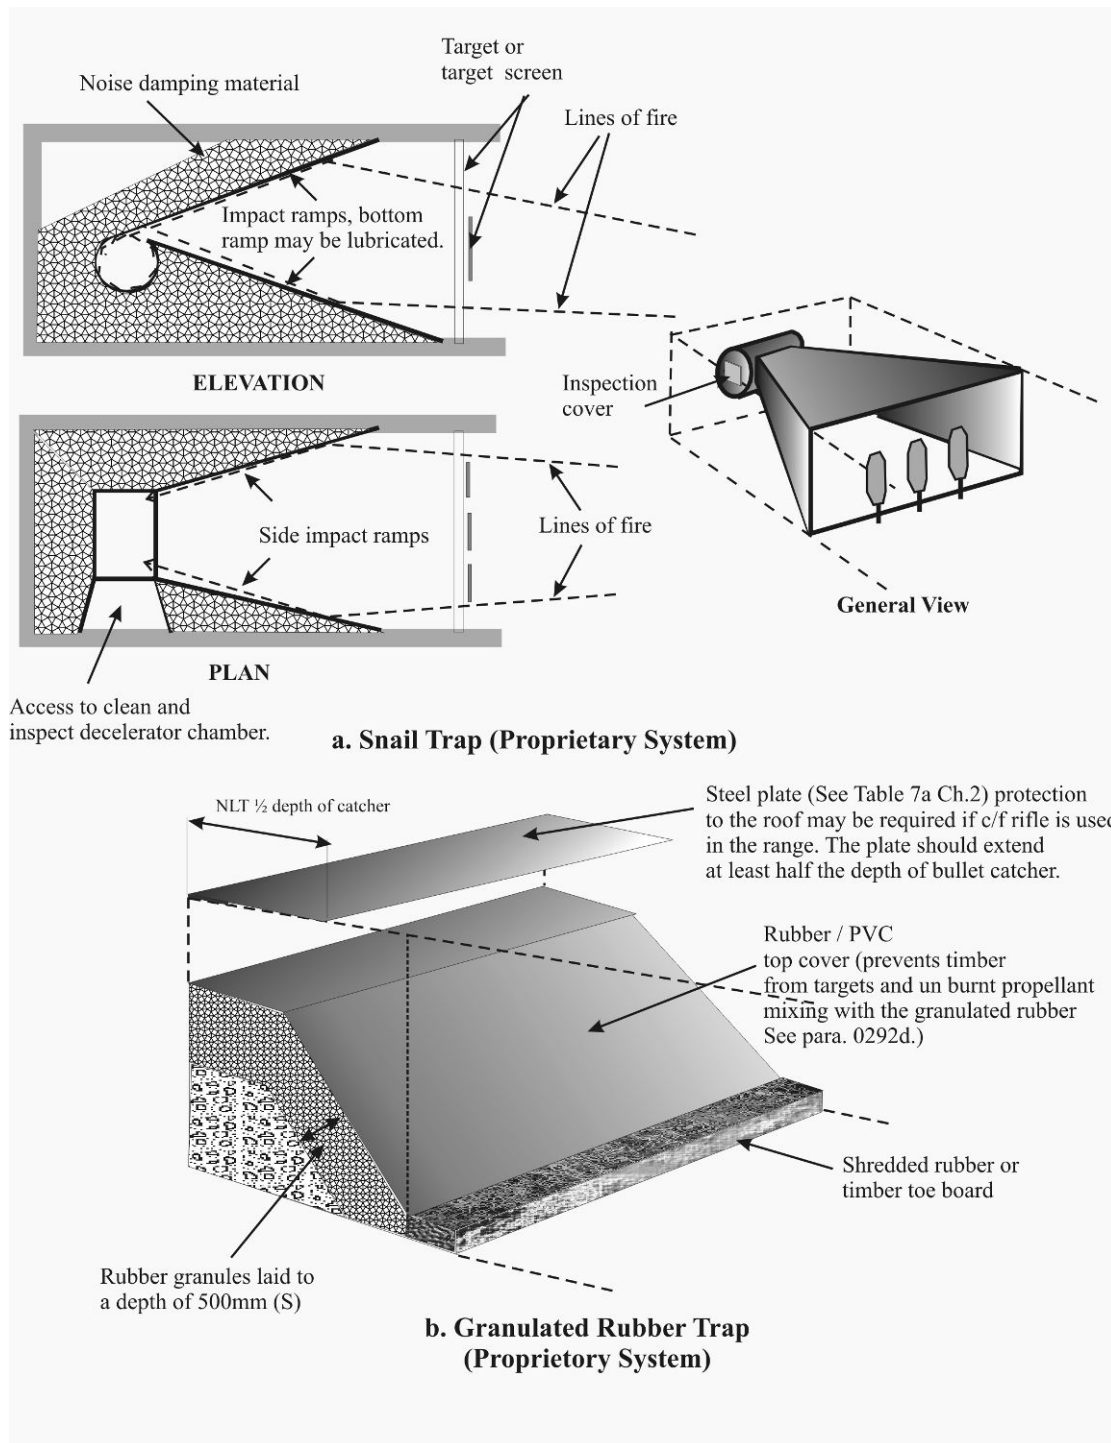 Target or
target screen
Noise damping material
Lines of fire
Impact ramps, bottom
ramp may be lubricated.
ELEVATION
Inspection
cover
Side impact ramps
Lines of fire
General View
PLAN
Access to clean and
inspect decelerator chamber.
a. Snail Trap (Proprietary System)
NLT ½ depth of catcher
Steel plate (See Table 7a Ch.2) protection
to the roof may be required if c/f rifle is used
in the range. The plate should extend
at least half the depth of bullet catcher.
Rubber / PVC
top cover (prevents timber
from targets and un burnt propellant
mixing with the granulated rubber
See para. 0292d.)
Shredded rubber or
timber toe board
Rubber granules laid to
a depth of 500mm (S)
b. Granulated Rubber Trap
(Proprietory System)